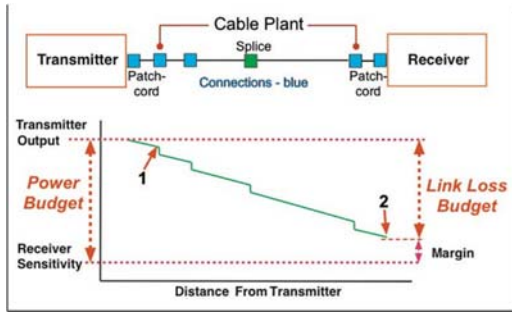 Cable Plant
Transmitter
Splice
Receiver
Patch-
cord
Connections - blue
Patch-
cord
Transmitter
Output
1
Power
Budget
2
Link Loss
Budget
Receiver
Sensitivity
Margin
Distance From Transmitter